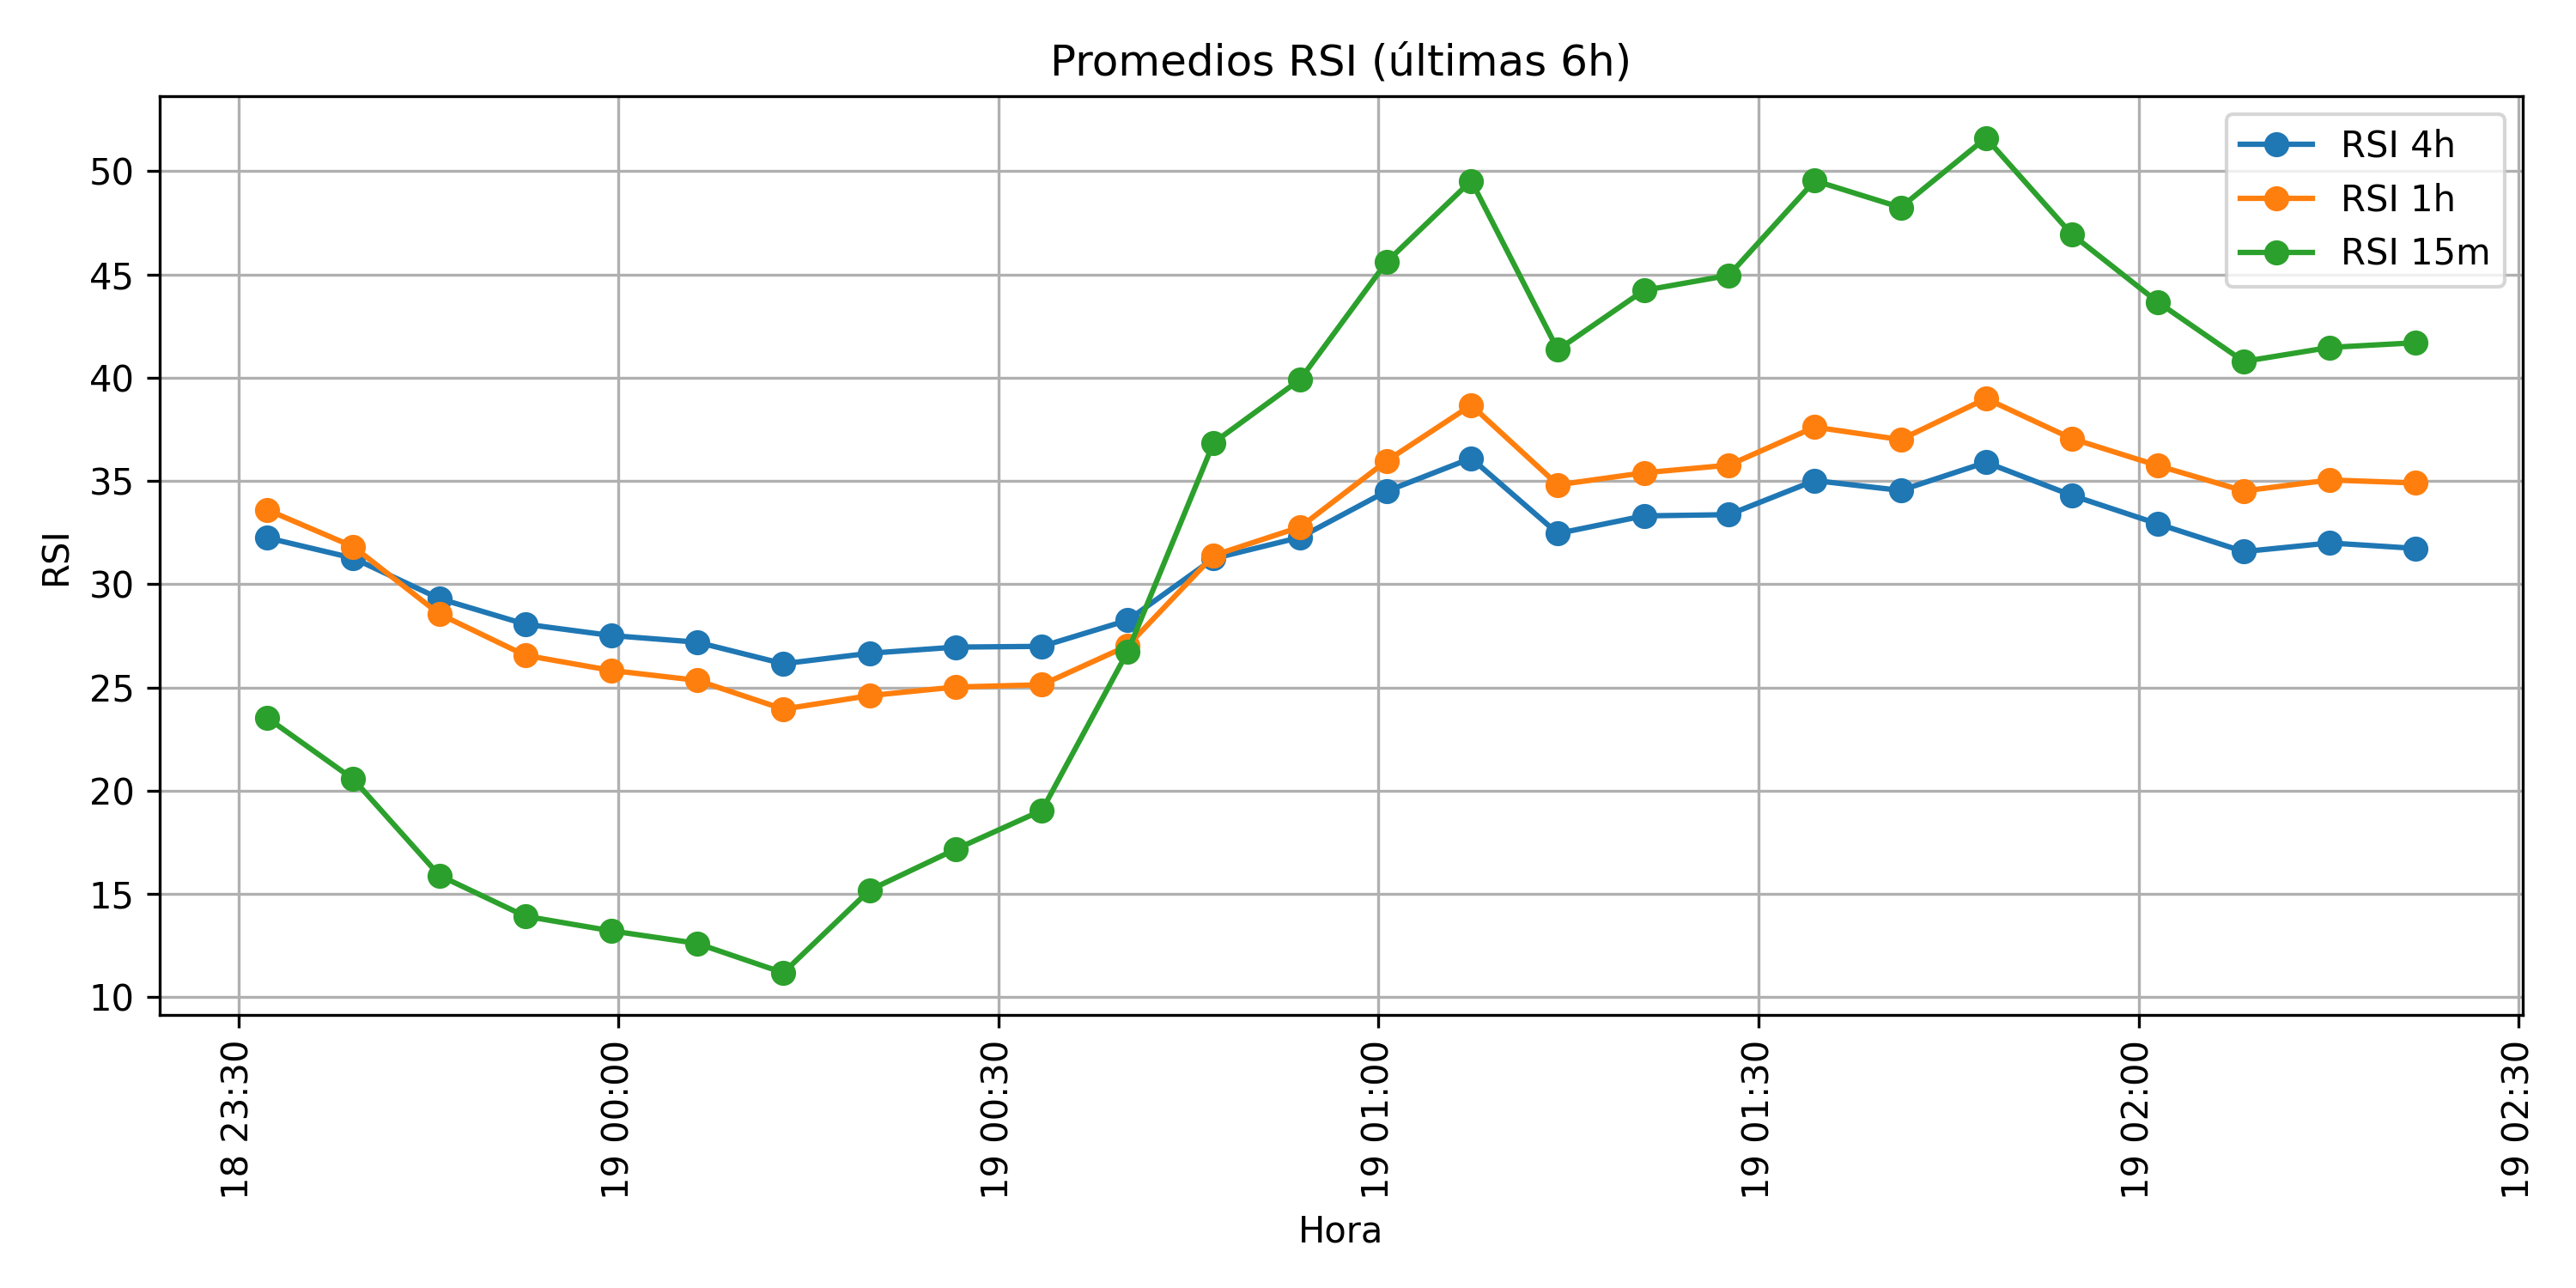 Promedios RSI (últimas 6h)
RSI 4h
RSI 1h
RSI 15m
RSI
50
45
40
35
30
25
20
15
10
18 23:30
19 00:00
19 00:30
19 01:00
19 01:30
19 02:00
19 02:30
Hora